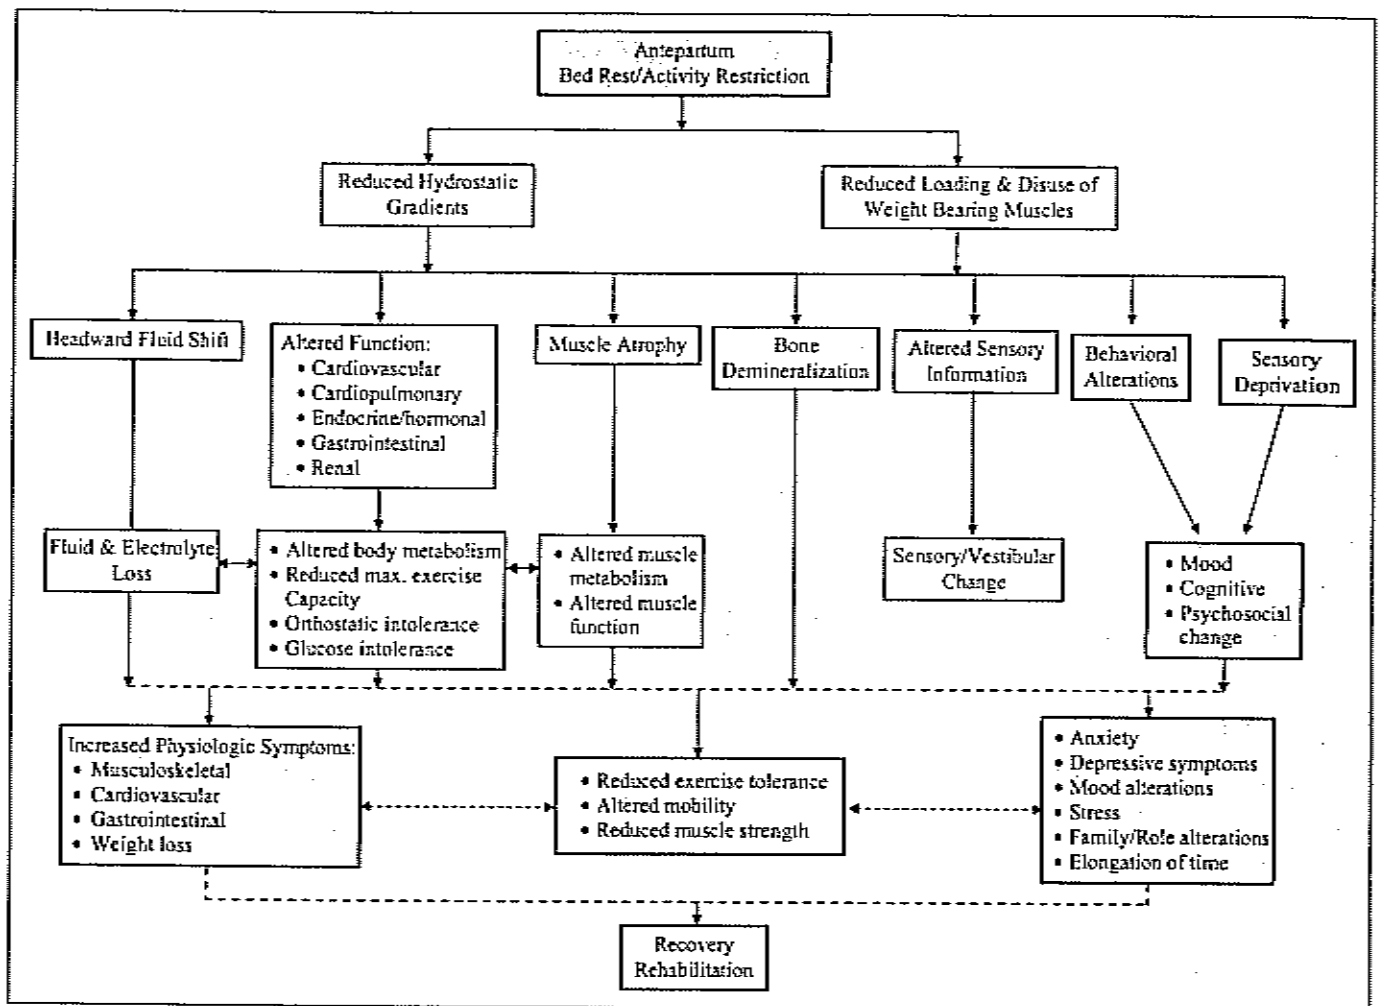 Antepartum
Bed Rest/Activity Restriction
Reduced Hydrostatic
Gradients
Reduced Loading & Disuse of
Weight Bearing Muscles
Headward Fluid Shift
Altered Function:
• Cardiovascular
• Cardiopulmonary
• Endocrine/hormonal
• Gastrointestinal
• Renal
Muscle Atrophy
Bone
Demineralization
Altered Sensory
Information
Behavioral
Alterations
Sensory
Deprivation
Fluid & Electrolyte
Loss
• Altered body metabolism
• Reduced max. exercise
Capacity
• Orthostatic intolerance
• Glucose intolerance
• Altered muscle
metabolism
• Altered muscle
function
Sensory/Vestibular
Change
• Mood
• Cognitive
• Psychosocial
change
Increased Physiologic Symptoms:
• Musculoskeletal
• Cardiovascular
• Gastrointestinal
• Weight loss
• Reduced exercise tolerance
• Altered mobility
• Reduced muscle strength
• Anxiety
• Depressive symptoms
• Mood alterations
• Stress
• Family/Role alterations
• Elongation of time
Recovery
Rehabilitation